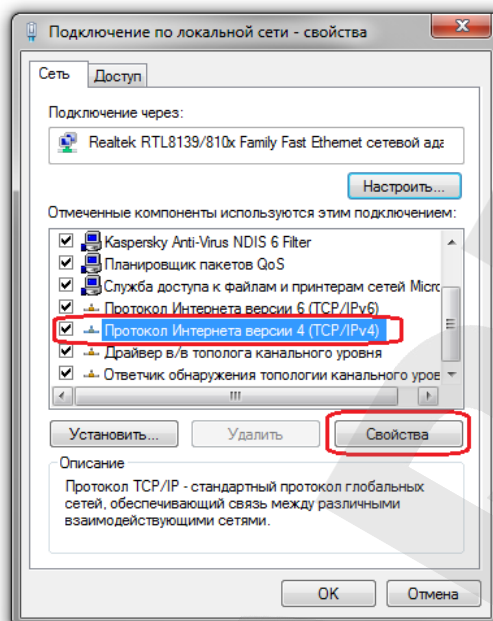 Подключение по локальной сети - свойства
Сеть
Доступ
Подключение через:
Realtek RTL8139/810x Family Fast Ethernet сетевой ада
Настроить...
Отмеченные компоненты используются этим подключением:
Kaspersky Anti-Virus NDIS 6 Filter
Планировщик пакетов QoS
Служба доступа к файлам и принтерам сетей Micro
Протокол Интернета версии 6 (TCP/IPv6)
Протокол Интернета версии 4 (TCP/IPv4)
Драйвер в/в тополога канального уровня
Ответчик обнаружения топологии канального уров
Установить...
Удалить
Свойства
Описание
Протокол TCP/IP - стандартный протокол глобальных
сетей, обеспечивающий связь между различными
взаимодействующими сетями.
OK
Отмена